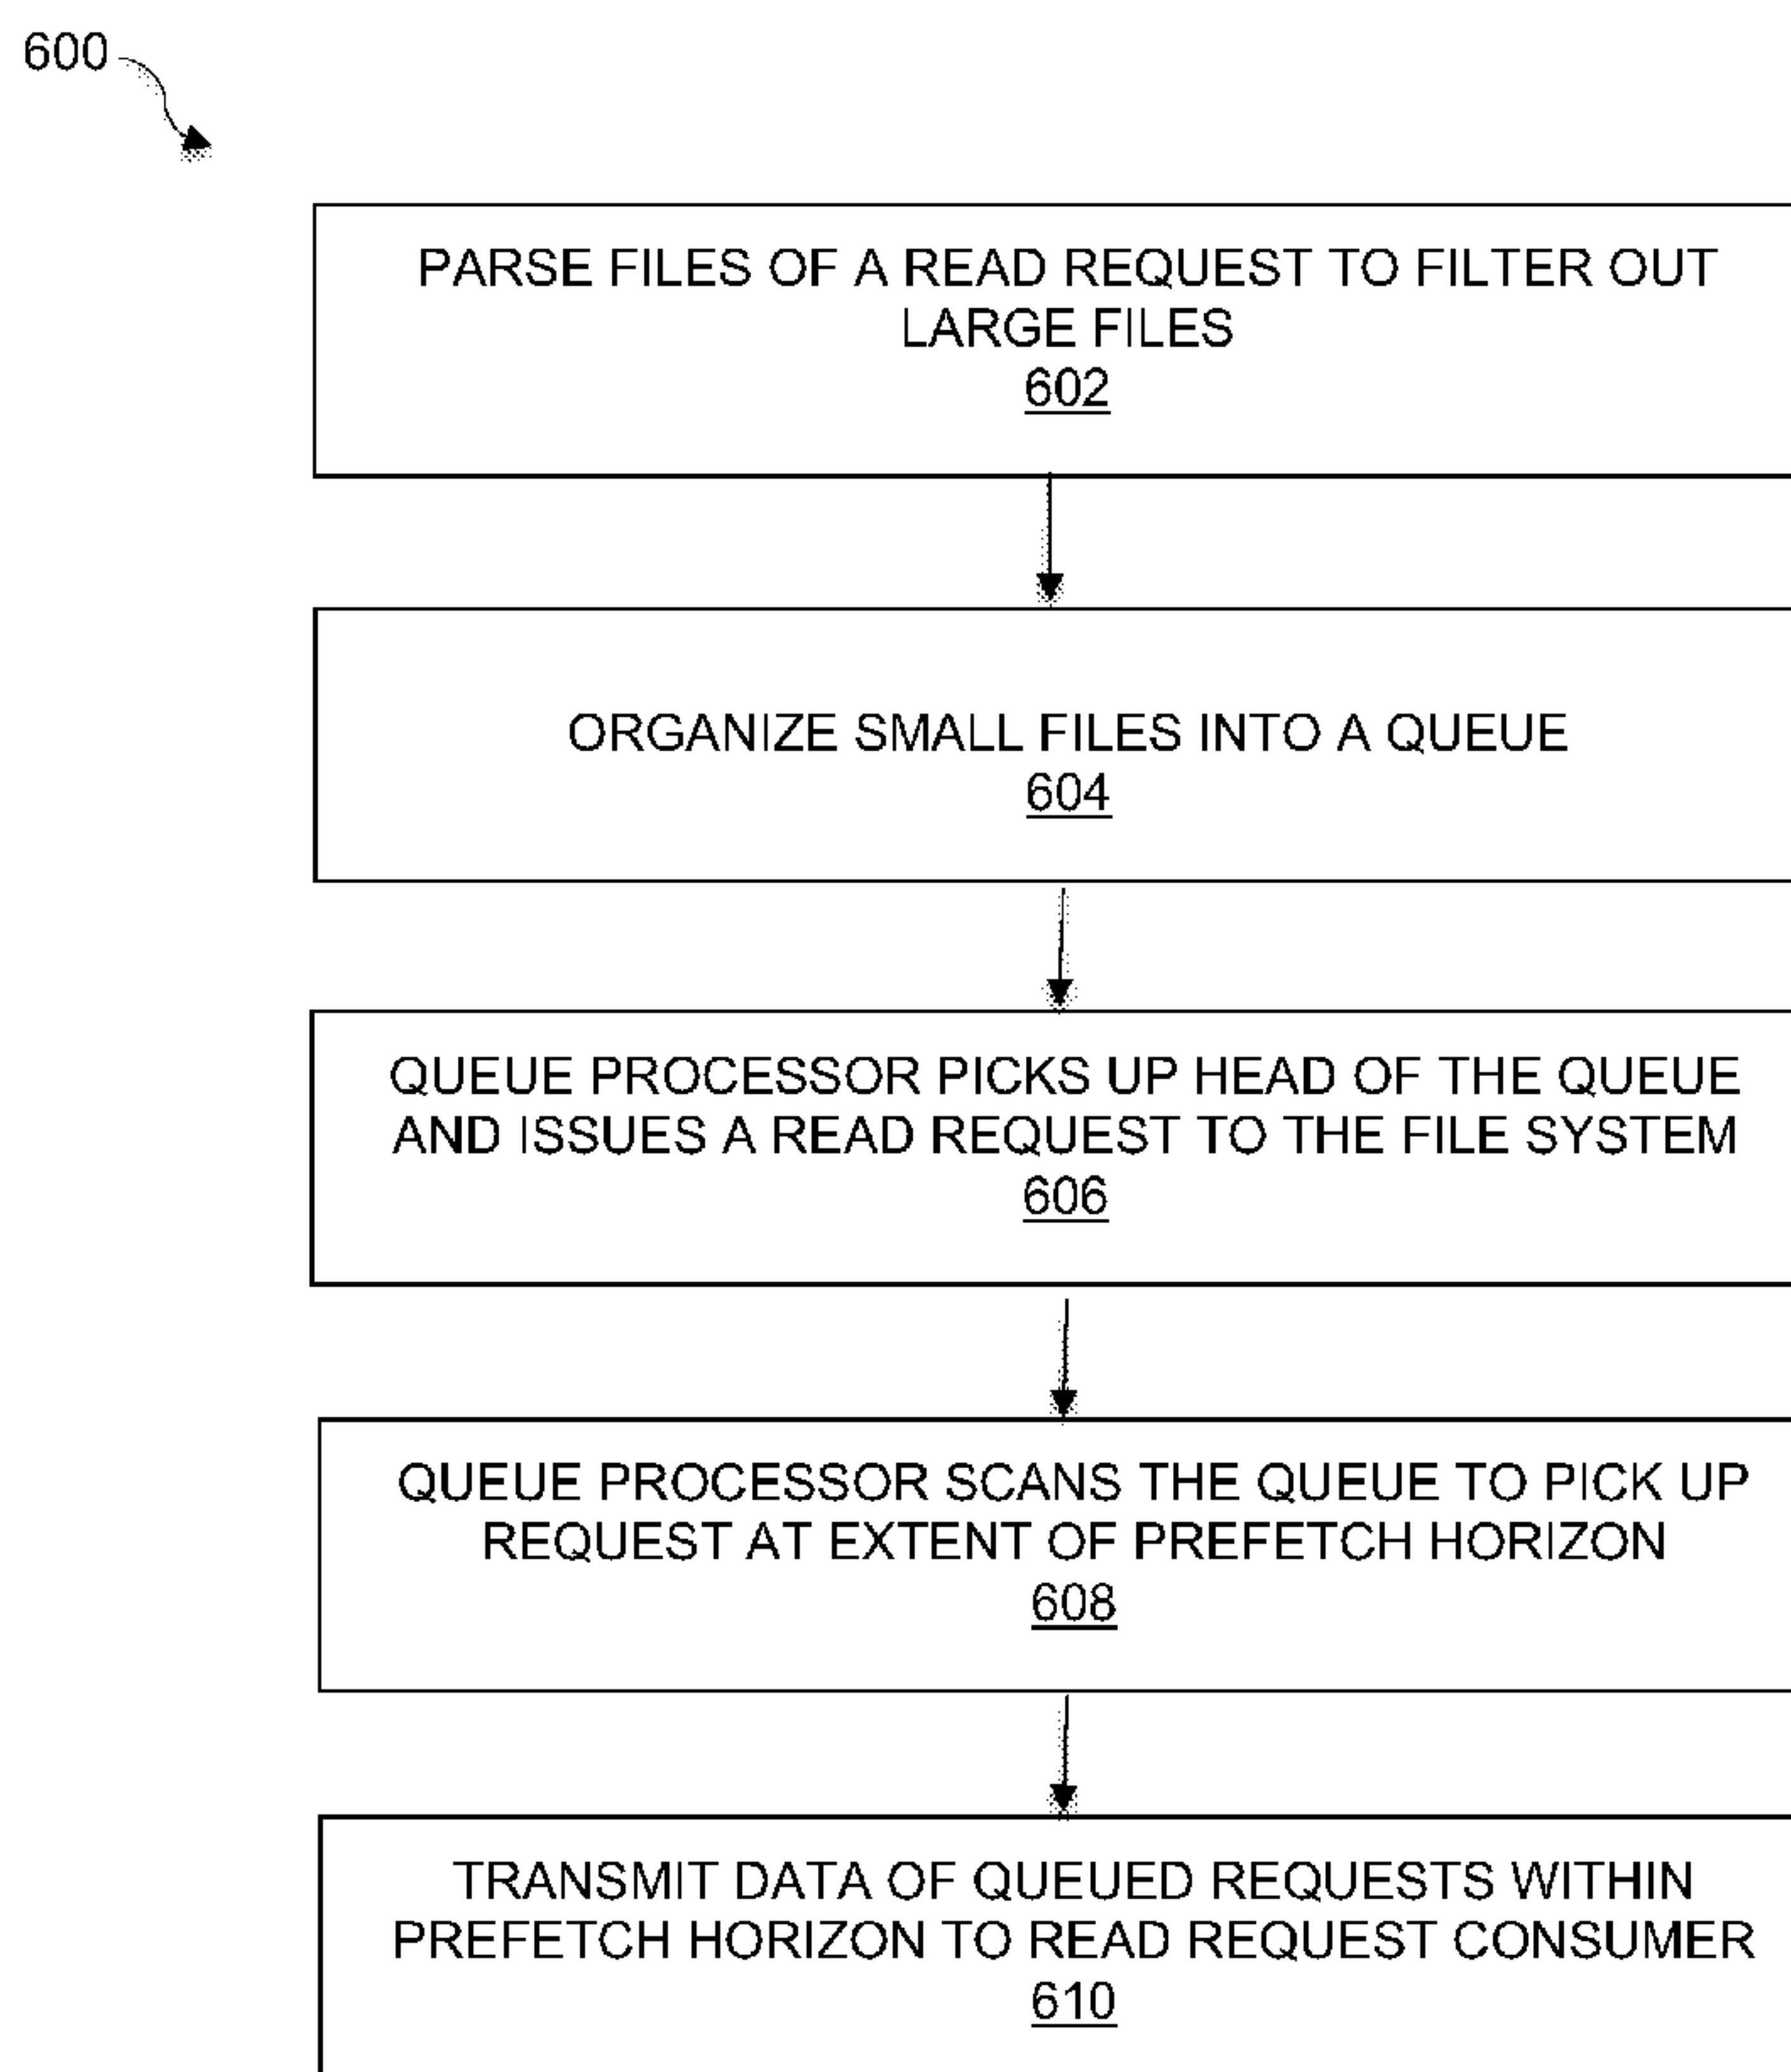 600
PARSE FILES OF A READ REQUEST TO FILTER OUT
LARGE FILES
602
ORGANIZE SMALL FILES INTO A QUEUE
604
QUEUE PROCESSOR PICKS UP HEAD OF THE QUEUE
AND ISSUES A READ REQUEST TO THE FILE SYSTEM
606
QUEUE PROCESSOR SCANS THE QUEUE TO PICK UP
REQUEST AT EXTENT OF PREFETCH HORIZON
608
TRANSMIT DATA OF QUEUED REQUESTS WITHIN
PREFETCH HORIZON TO READ REQUEST CONSUMER
610